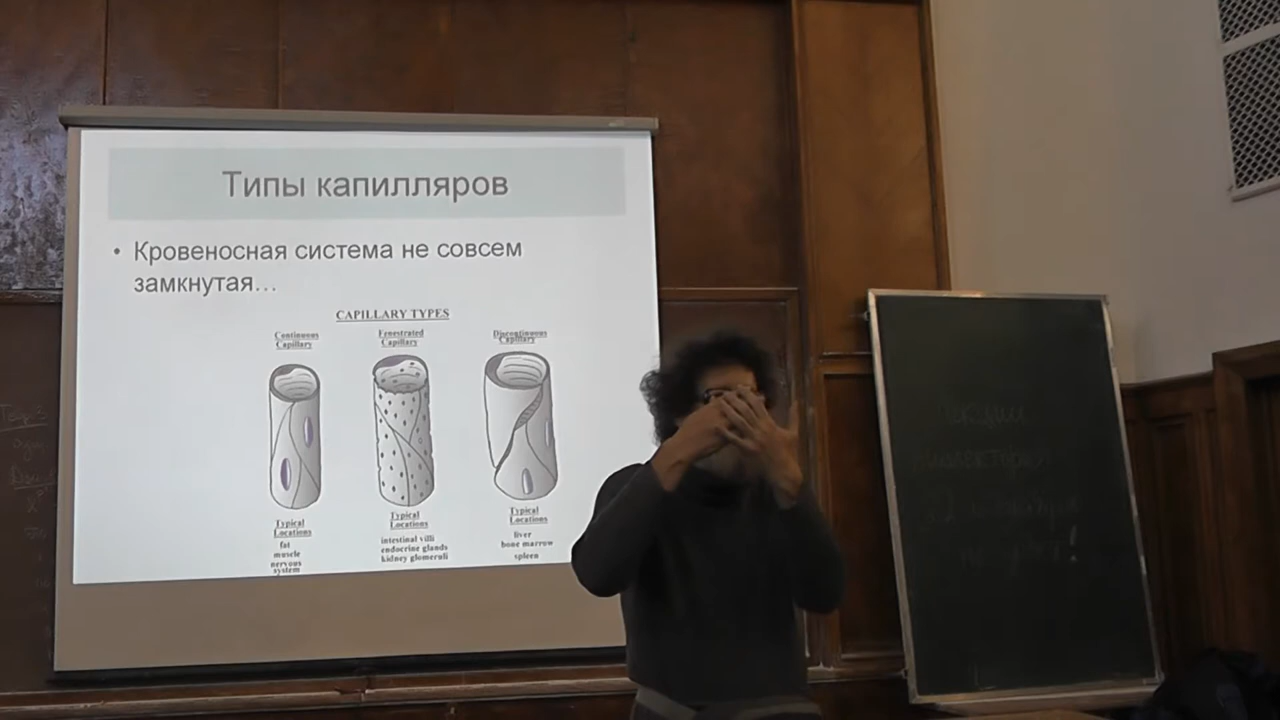 Типы капилляров
• Кровеносная система не совсем
замкнутая…
CAPILLARY TYPES
Continuous
Capillary
Fenestrated
Capillary
Discontinuous
Capillary
Typical
Locations
fat
muscle
nervous
system
Typical
Locations
intestinal villi
endocrine glands
kidney glomeruli
Typical
Locations
liver
bone marrow
spleen